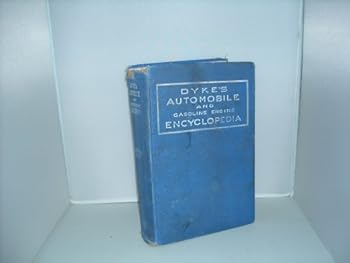 DYKE'S
AUTOMOBILE
AND
GASOLINE ENGINE
ENCYCLOPEDIA